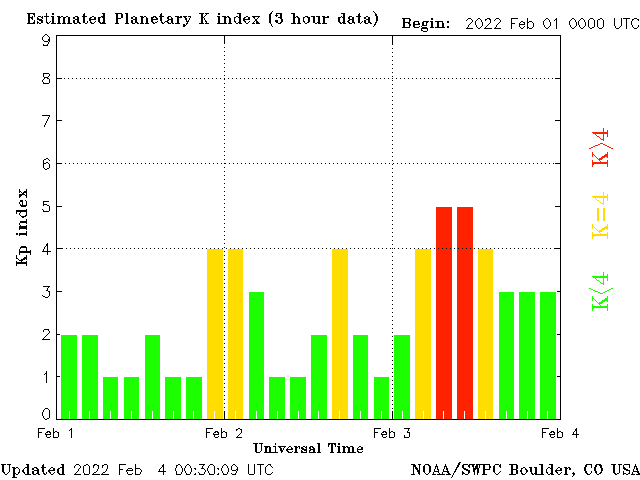 Estimated Planetary K index (3 hour data) Begin: 2022 Feb 01 0000 UTC
9
8
7
6
5
4
3
2
1
0
Kp index
K>4
K=4
K<4
Feb 1 Feb 2 Feb 3 Feb 4
Universal Time
Updated 2022 Feb 4 00:30:09 UTC NOAA/SWPC Boulder, CO USA